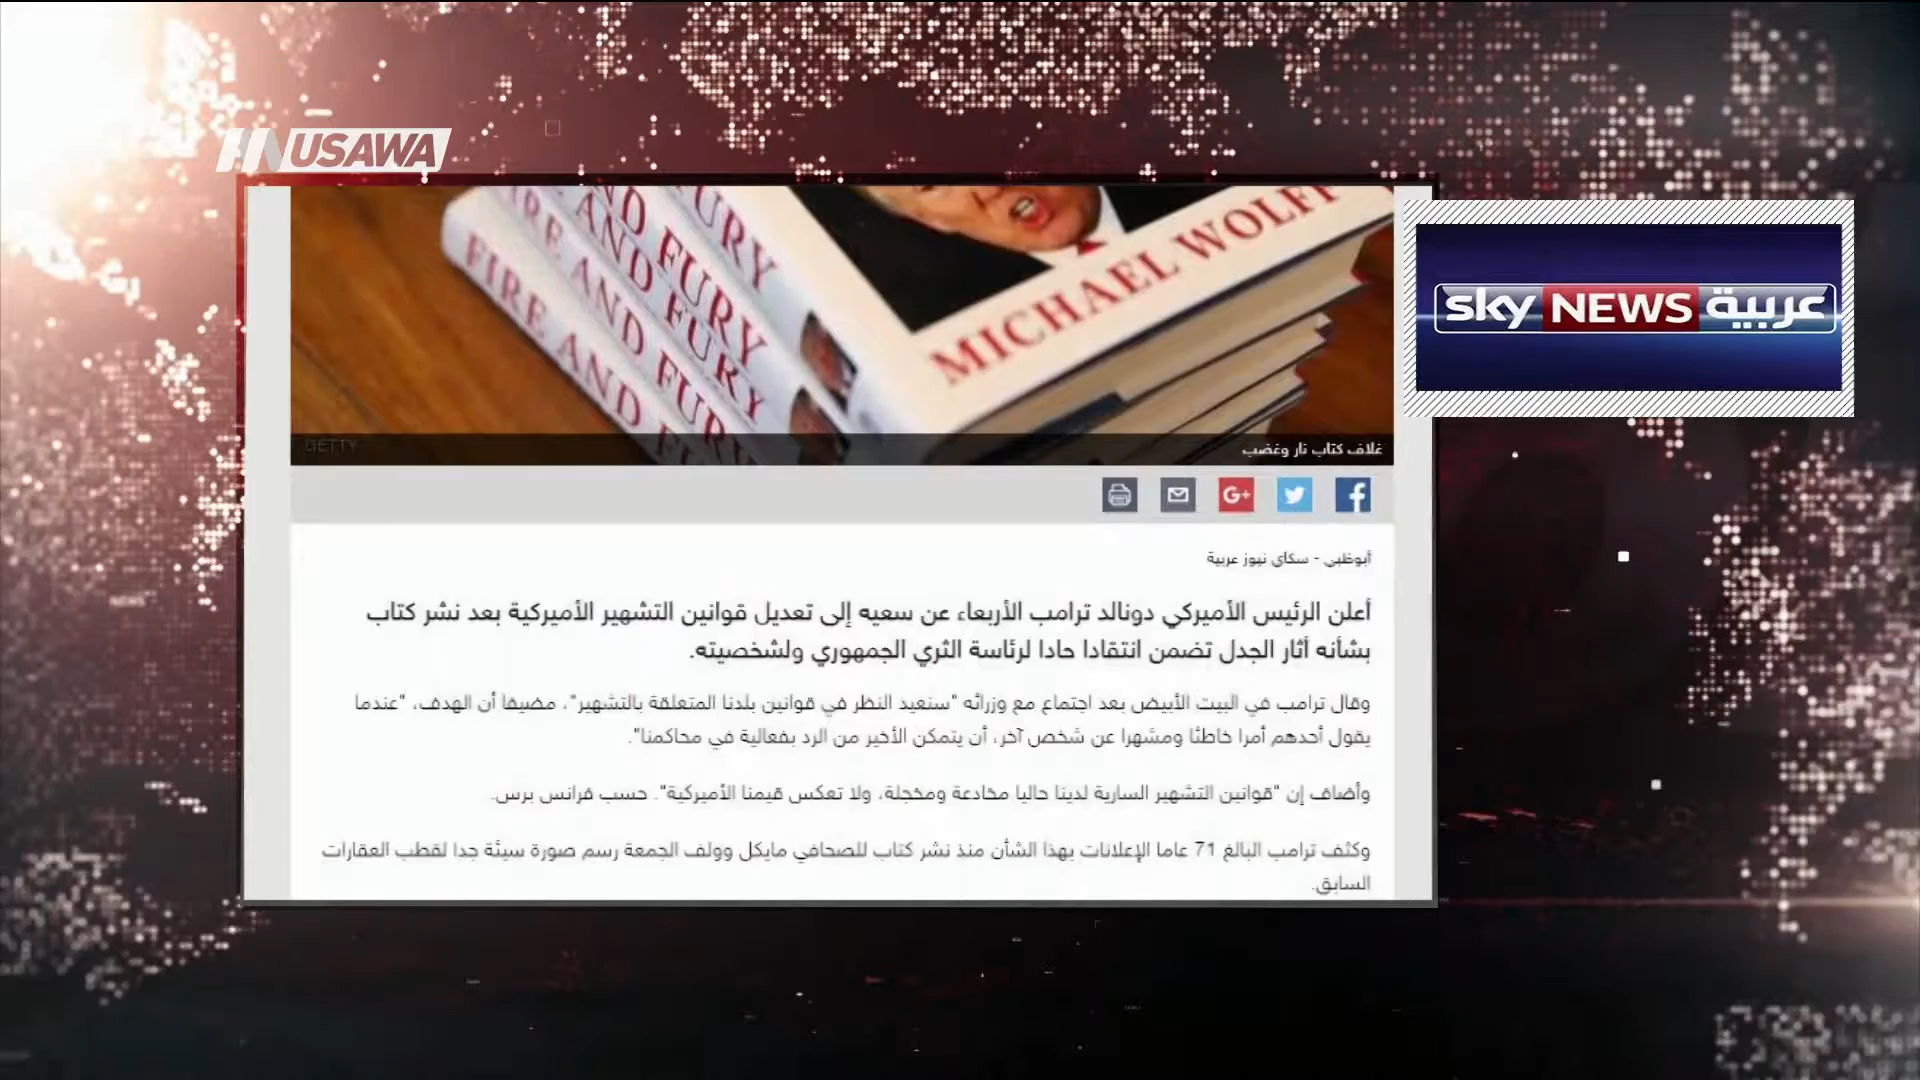 MUSAWA
FURY
AND FURY
FIRE AND FURY
FIRE AND FURY
MICHAEL WOLFF
GETTY
غلاف كتاب نار وغضب
sky NEWS عربية
G+
أبوظبي - سكاي نيوز عربية
أعلن الرئيس الأميركي دونالد ترامب الأربعاء عن سعيه إلى تعديل قوانين التشهير الأميركية بعد نشر كتاب
بشأنه أثار الجدل تضمن انتقادا حادا لرئاسة الثري الجمهوري ولشخصيته.
وقال ترامب في البيت الأبيض بعد اجتماع مع وزرائه "سنعيد النظر في قوانين بلدنا المتعلقة بالتشهير"، مضيفا أن الهدف، "عندما
يقول أحدهم أمرا خاطئا ومشهرا عن شخص آخر، أن يتمكن الأخير من الرد بفعالية في محاكمنا".
وأضاف إن "قوانين التشهير السارية لدينا حاليا مخادعة ومخجلة، ولا تعكس قيمنا الأميركية". حسب فرانس برس.
وكثف ترامب البالغ 71 عاما الإعلانات بهذا الشأن منذ نشر كتاب للصحافي مايكل وولف الجمعة رسم صورة سيئة جدا لقطب العقارات
السابق.